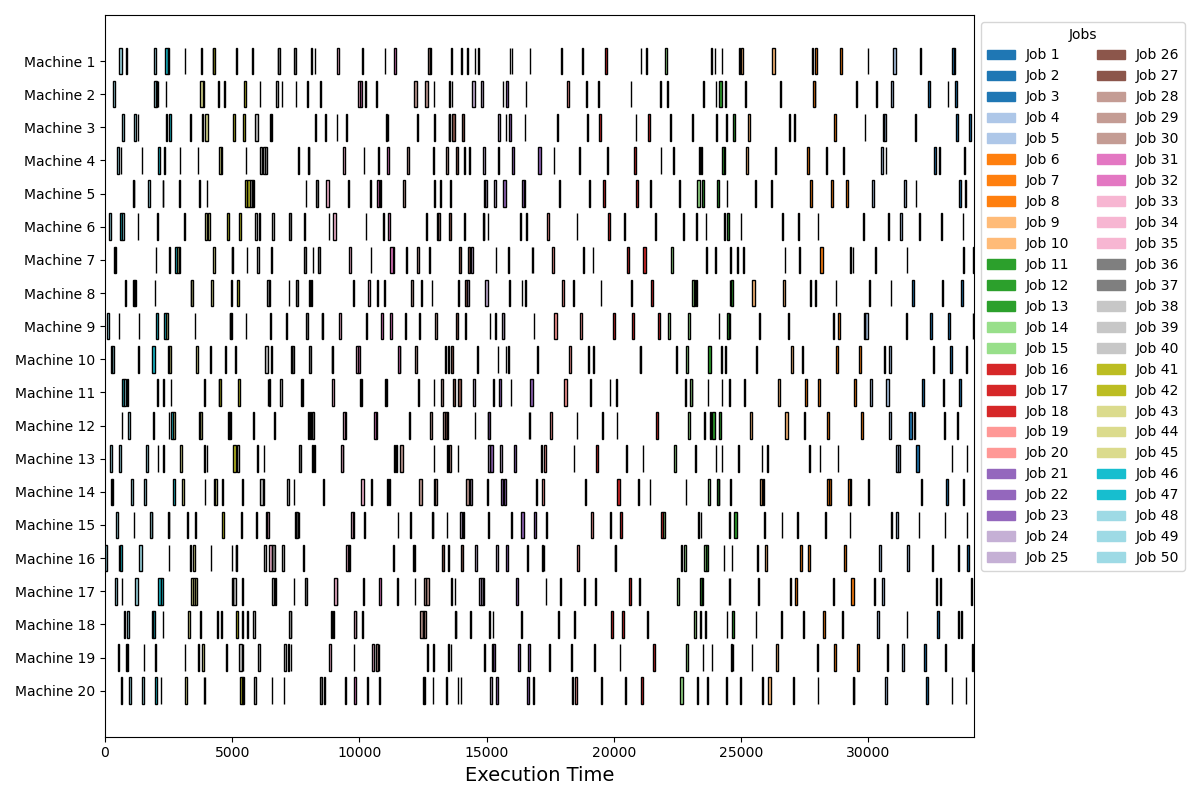 Machine 1
Machine 2
Machine 3
Machine 4
Machine 5
Machine 6
Machine 7
Machine 8
Machine 9
Machine 10
Machine 11
Machine 12
Machine 13
Machine 14
Machine 15
Machine 16
Machine 17
Machine 18
Machine 19
Machine 20
0 5000 10000 15000 20000 25000 30000
Execution Time
Jobs
Job 1
Job 2
Job 3
Job 4
Job 5
Job 6
Job 7
Job 8
Job 9
Job 10
Job 11
Job 12
Job 13
Job 14
Job 15
Job 16
Job 17
Job 18
Job 19
Job 20
Job 21
Job 22
Job 23
Job 24
Job 25
Job 26
Job 27
Job 28
Job 29
Job 30
Job 31
Job 32
Job 33
Job 34
Job 35
Job 36
Job 37
Job 38
Job 39
Job 40
Job 41
Job 42
Job 43
Job 44
Job 45
Job 46
Job 47
Job 48
Job 49
Job 50